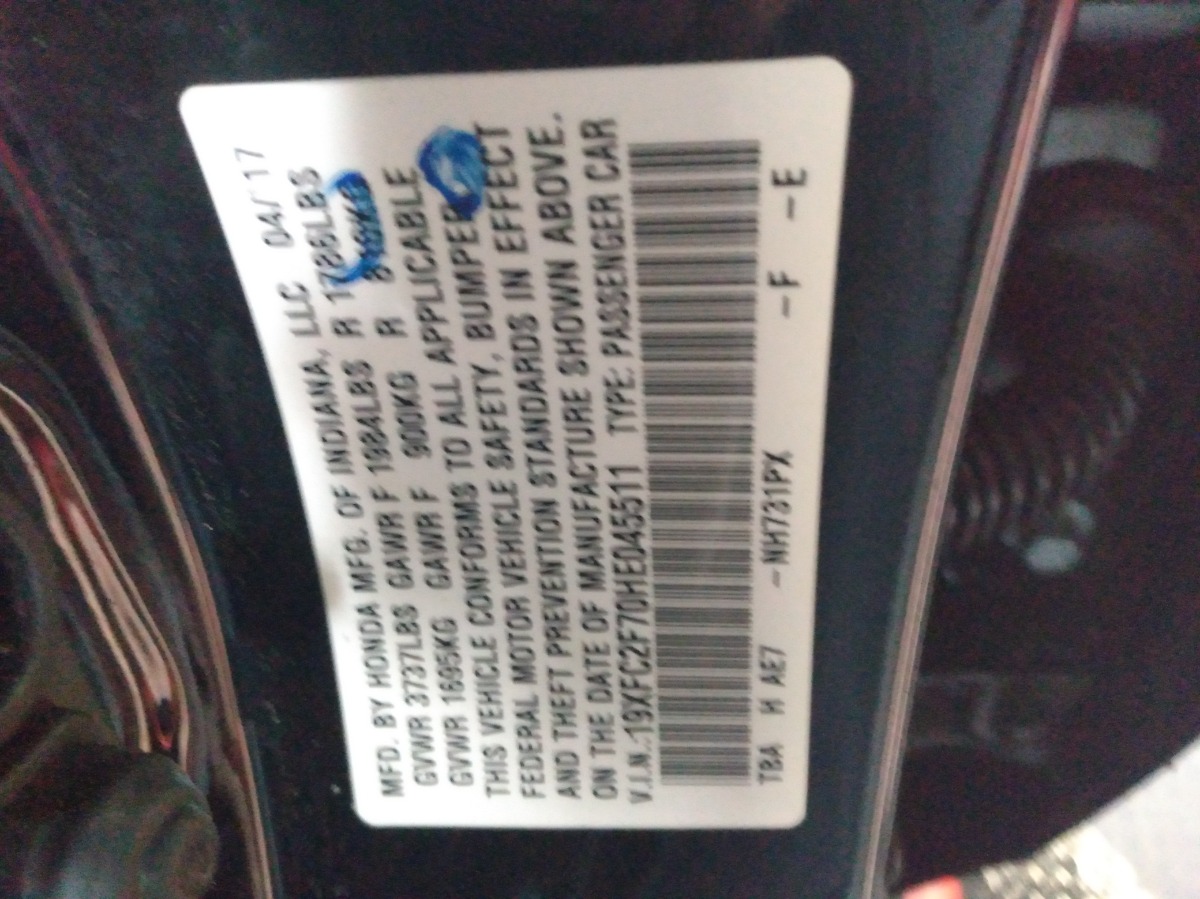 MFD. BY HONDA MFG. OF INDIANA, LLC 04/17
GVWR 3737LBS GAWR F 1984LBS R 1786LBS
GVWR 1695KG GAWR F 900KG R
THIS VEHICLE CONFORMS TO ALL APPLICABLE
FEDERAL MOTOR VEHICLE SAFETY, BUMPER
AND THEFT PREVENTION STANDARDS IN EFFECT
ON THE DATE OF MANUFACTURE SHOWN ABOVE.
V.I.N.:19XFC2F70HE045511 TYPE: PASSENGER CAR
TBA H AE7 -NH731PX -F -E